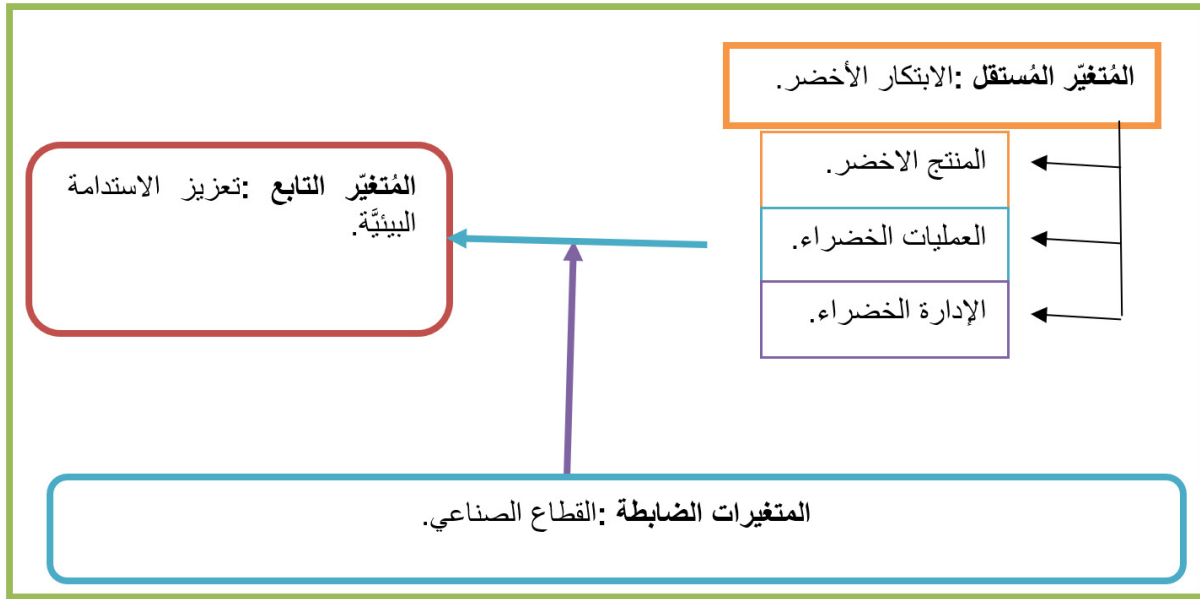 المُتغيّر المُستقل :الابتكار الأخضر.
المنتج الاخضر.
العمليات الخضراء.
الإدارة الخضراء.
المُتغيّر التابع :تعزيز الاستدامة
البيئيَّة.
المتغيرات الضابطة :القطاع الصناعي.